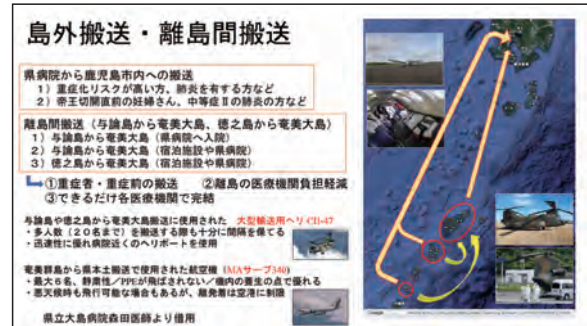 島外搬送・離島間搬送
県病院から鹿児島市内への搬送
1）重症化リスクが高い方、肺炎を有する方など
2）帝王切開直前の妊婦さん、中等症Ⅱの肺炎の方など
離島間搬送（与論島から奄美大島、徳之島から奄美大島）
1）与論島から奄美大島（県病院へ入院）
2）与論島から奄美大島（宿泊施設や県病院）
3）徳之島から奄美大島（宿泊施設や県病院）
①重症者・重症前の搬送　②離島の医療機関負担軽減
③できるだけ各医療機関で完結
与論島や徳之島から奄美大島搬送に使用された　大型輸送用ヘリ CH-47
・多人数（２０名まで）を搬送する際も十分に間隔を保てる
・迅速性に優れ病院近くのヘリポートを使用
奄美群島から県本土搬送で使用された航空機（MAサーブ340）
・最大６名、静粛性／PPEが飛ばされない／機内の養生の点で優れる
・悪天候時も飛行可能な場合もあるが、離発着は空港に制限
県立大島病院森田医師より借用